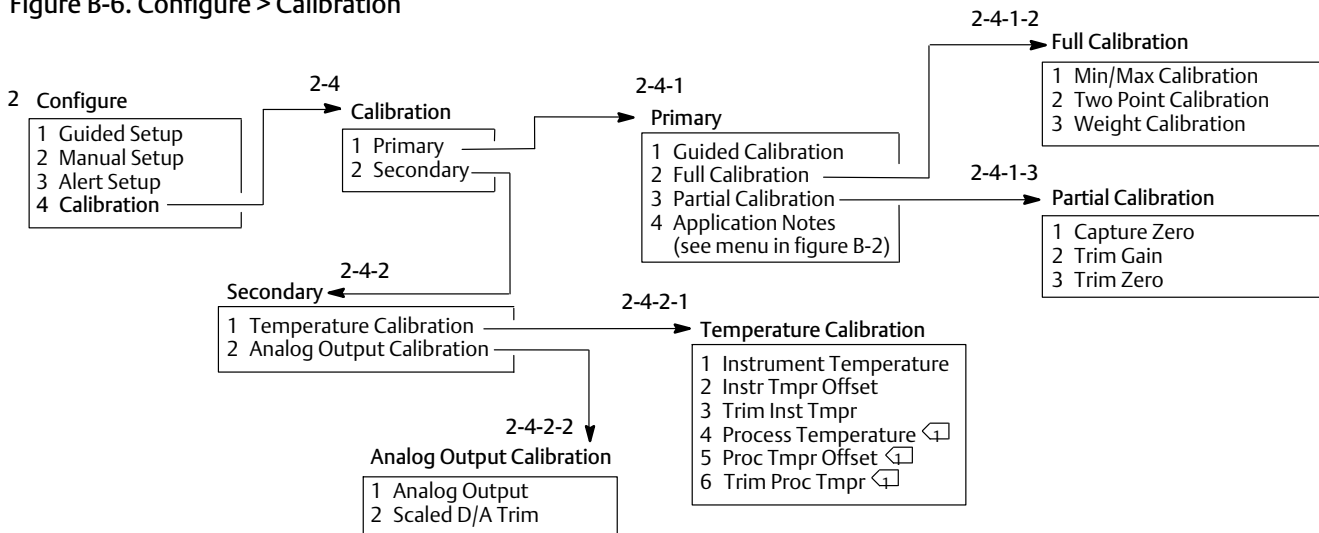 Figure B-6. Configure > Calibration
2 Configure
1 Guided Setup
2 Manual Setup
3 Alert Setup
4 Calibration
2-4
Calibration
1 Primary
2 Secondary
2-4-1
Primary
1 Guided Calibration
2 Full Calibration
3 Partial Calibration
4 Application Notes
(see menu in figure B-2)
2-4-1-2
Full Calibration
1 Min/Max Calibration
2 Two Point Calibration
3 Weight Calibration
2-4-1-3
Partial Calibration
1 Capture Zero
2 Trim Gain
3 Trim Zero
2-4-2
Secondary
1 Temperature Calibration
2 Analog Output Calibration
2-4-2-1
Temperature Calibration
1 Instrument Temperature
2 Instr Tmpr Offset
3 Trim Inst Tmpr
4 Process Temperature 1
5 Proc Tmpr Offset 1
6 Trim Proc Tmpr 1
2-4-2-2
Analog Output Calibration
1 Analog Output
2 Scaled D/A Trim